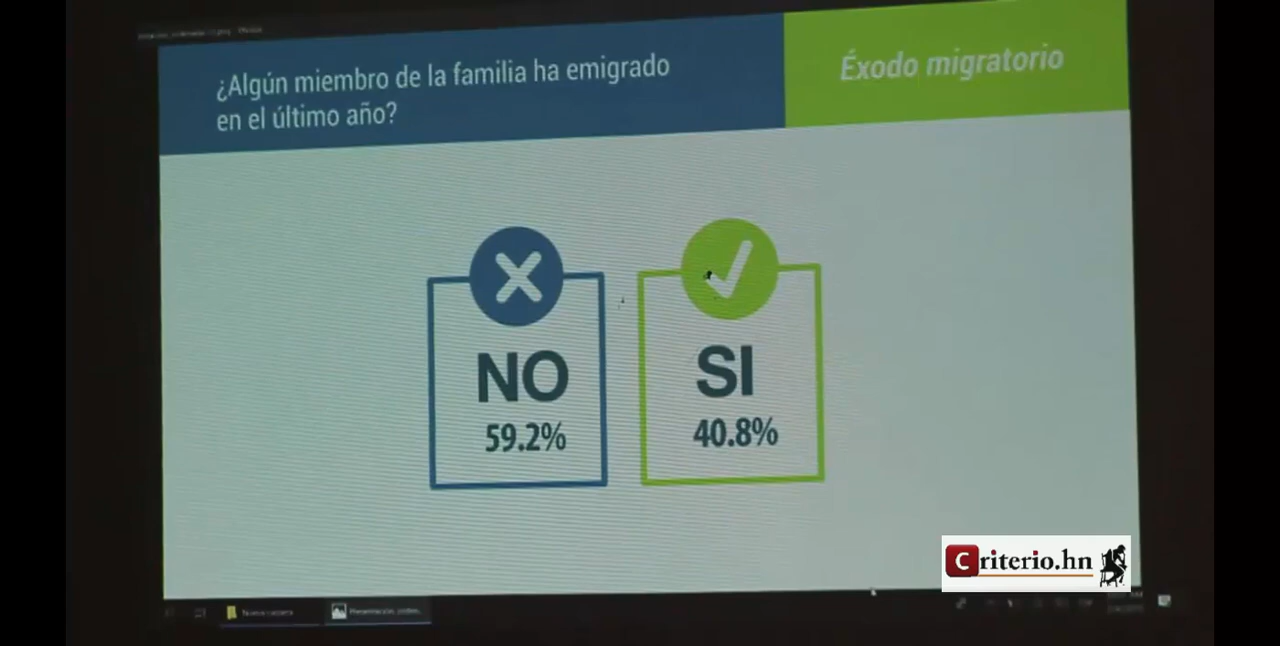 ¿Algún miembro de la familia ha emigrado
en el último año?
Éxodo migratorio
NO
59.2%
SI
40.8%
Criterio.hn